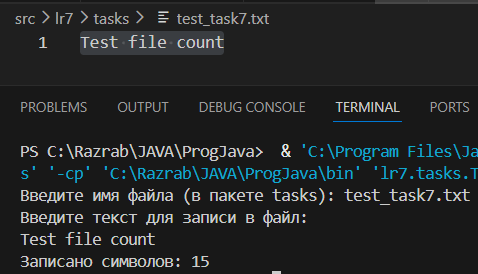 src > lr7 > tasks > test_task7.txt
1 Test file count
PROBLEMS OUTPUT DEBUG CONSOLE TERMINAL PORTS
PS C:\Razrab\JAVA\ProgJava> & 'C:\Program Files\Ja
s' '-cp' 'C:\Razrab\JAVA\ProgJava\bin' 'lr7.tasks.T
Введите имя файла (в пакете tasks): test_task7.txt
Введите текст для записи в файл:
Test file count
Записано символов: 15